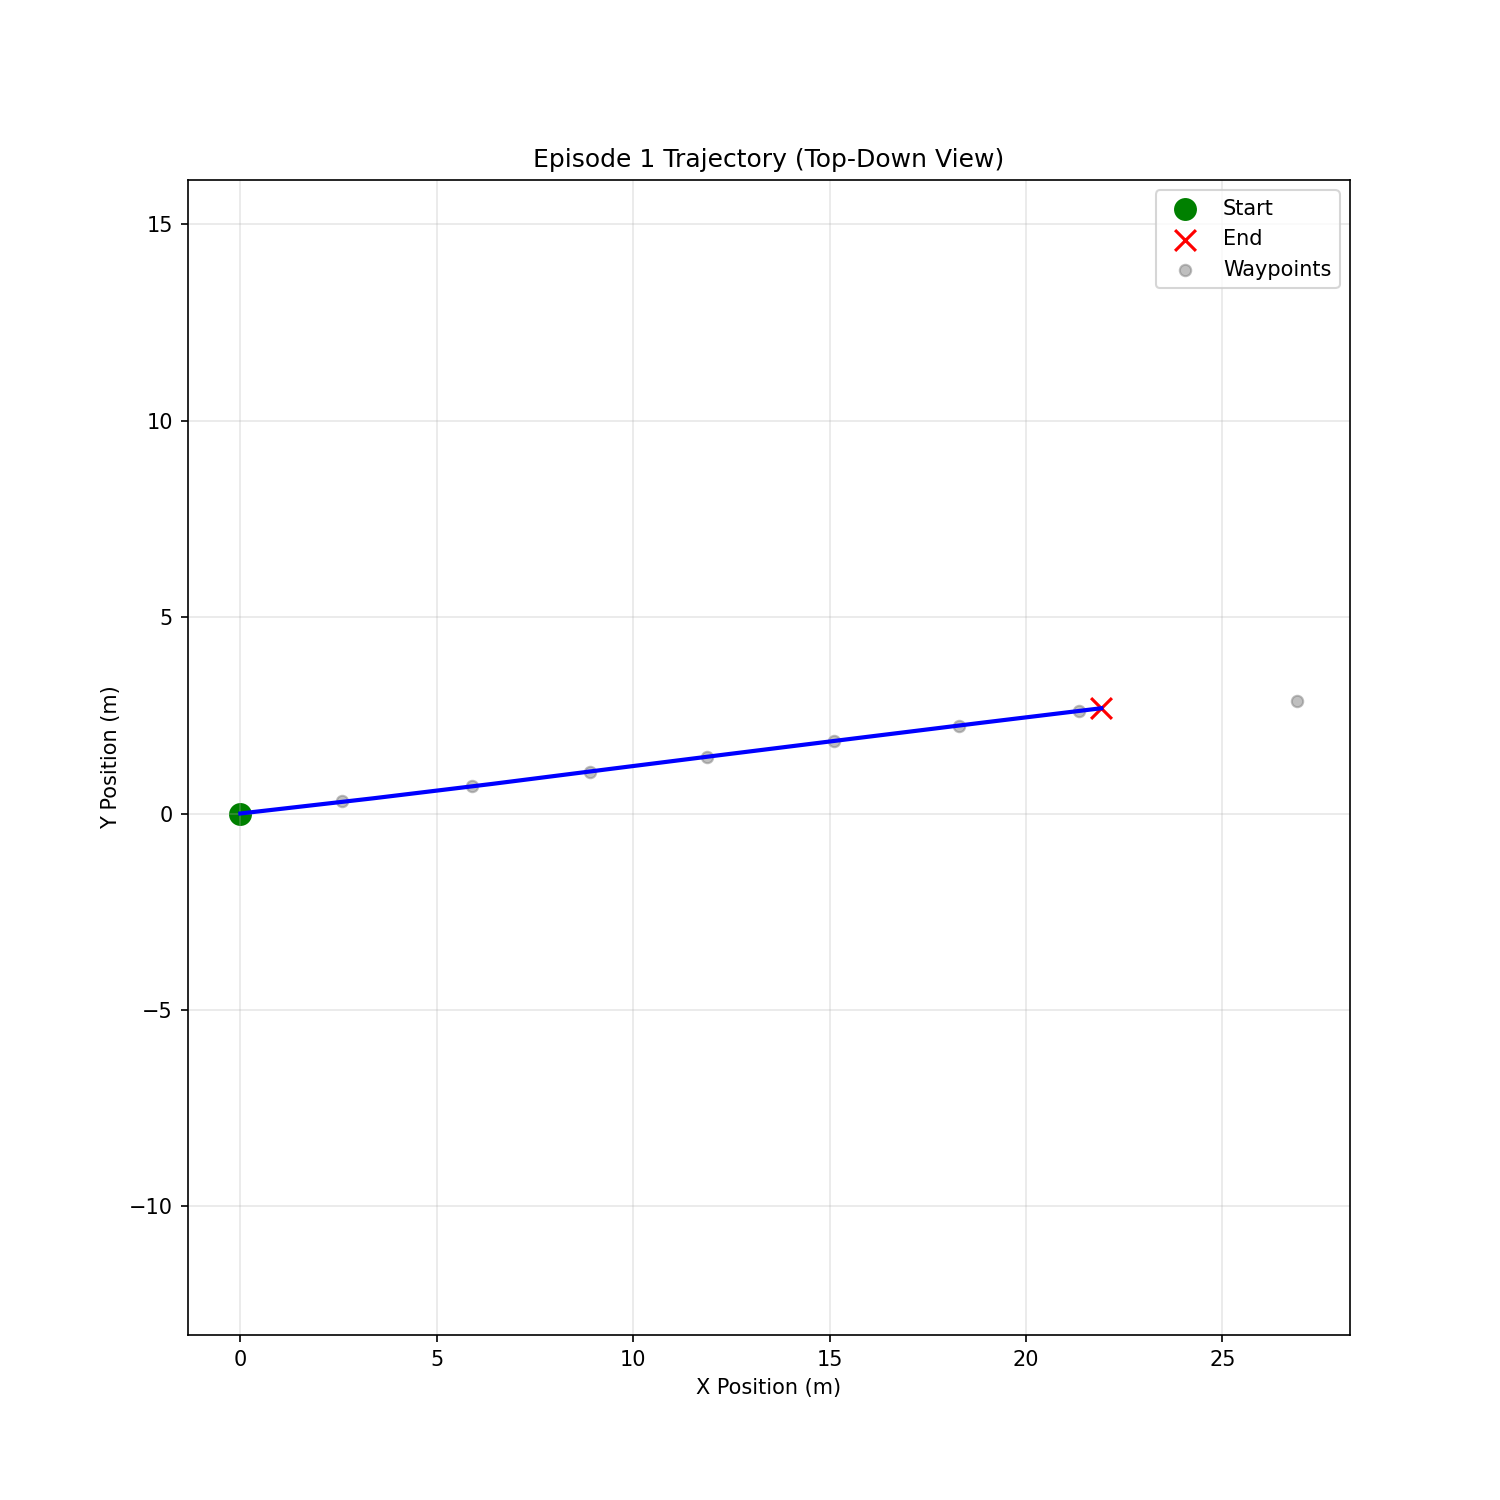 Episode 1 Trajectory (Top-Down View)
Start
End
Waypoints
15
10
5
0
−5
−10
Y Position (m)
0 5 10 15 20 25
X Position (m)